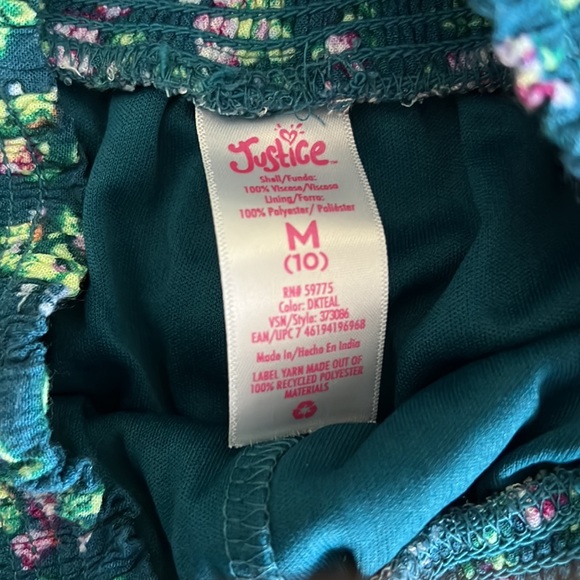 Justice™
Shell/Funda:
100% Viscose/Viscosa
Lining/Forro:
100% Polyester/ Poliéster
M
(10)
RN# 59775
Color: DKTEAL
VSN/Style: 373086
EAN/UPC 7 46194196968
Made in/Hecho En India
LABEL YARN MADE OUT OF
100% RECYCLED POLYESTER
MATERIALS